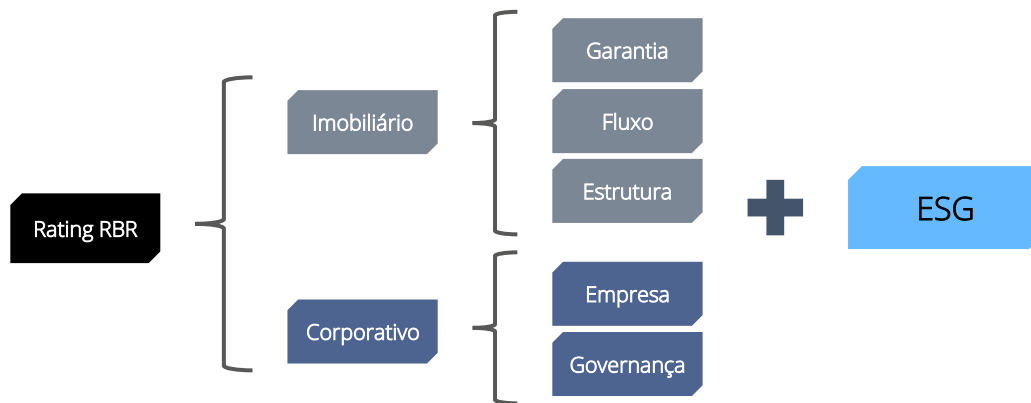 Rating RBR
Imobiliário
Garantia
Fluxo
Estrutura
Corporativo
Empresa
Governança
ESG